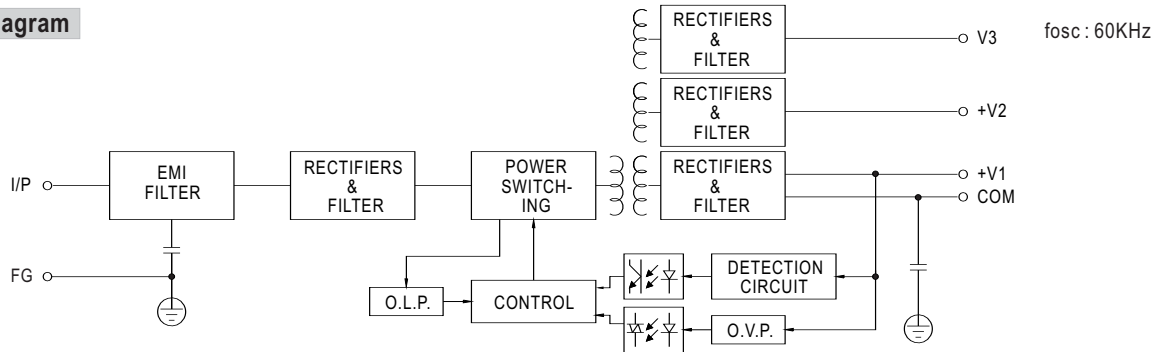 agram
RECTIFIERS
&
FILTER
V3
fosc : 60KHz
RECTIFIERS
&
FILTER
+V2
I/P
EMI
FILTER
RECTIFIERS
&
FILTER
POWER
SWITCH-
ING
RECTIFIERS
&
FILTER
+V1
COM
FG
O.L.P.
CONTROL
DETECTION
CIRCUIT
O.V.P.